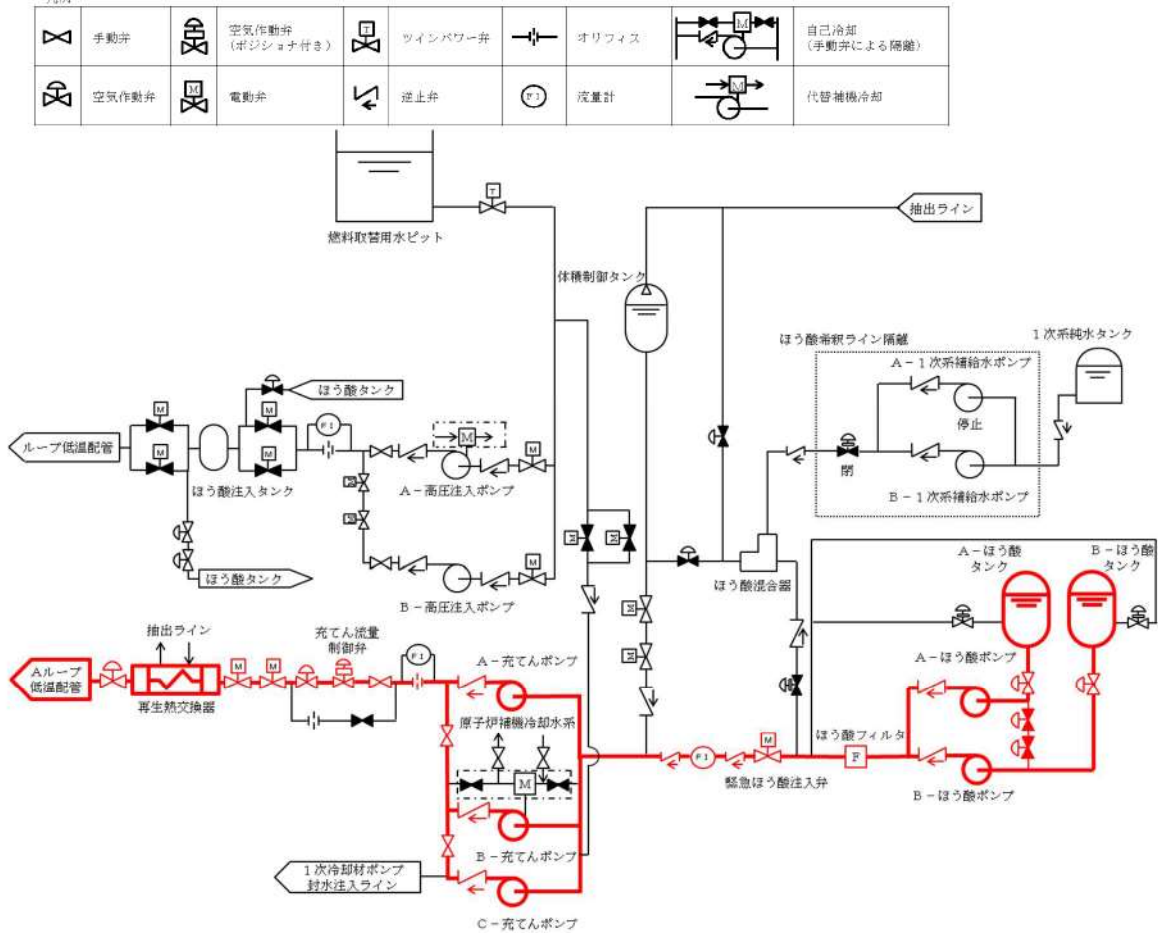 手動弁
空気作動弁
(ポジショナ付き)
T
ツインパワー弁
オリフィス
M
自己冷却
(手動弁による隔離)
空気作動弁
M
電動弁
逆止弁
FI
流量計
M
代替補機冷却
T
燃料取替用水ピット
抽出ライン
体積制御タンク
ほう酸希釈ライン隔離
1次系純水タンク
A-1次系補給水ポンプ
停止
閉
B-1次系補給水ポンプ
ほう酸タンク
M
FI
M
M
ループ低温配管
M
M
ほう酸注入タンク
A-高圧注入ポンプ
M
M
M
M
ほう酸タンク
M
B-高圧注入ポンプ
ほう酸混合器
M
M
A-ほう酸
タンク
B-ほう酸
タンク
抽出ライン
充てん流量
制御弁
FI
A-充てんポンプ
Aループ
低温配管
M
M
再生熱交換器
原子炉補機冷却水系
A-ほう酸ポンプ
ほう酸フィルタ
FI
M
F
緊急ほう酸注入弁
B-ほう酸ポンプ
M
B-充てんポンプ
1次冷却材ポンプ
封水注入ライン
C-充てんポンプ